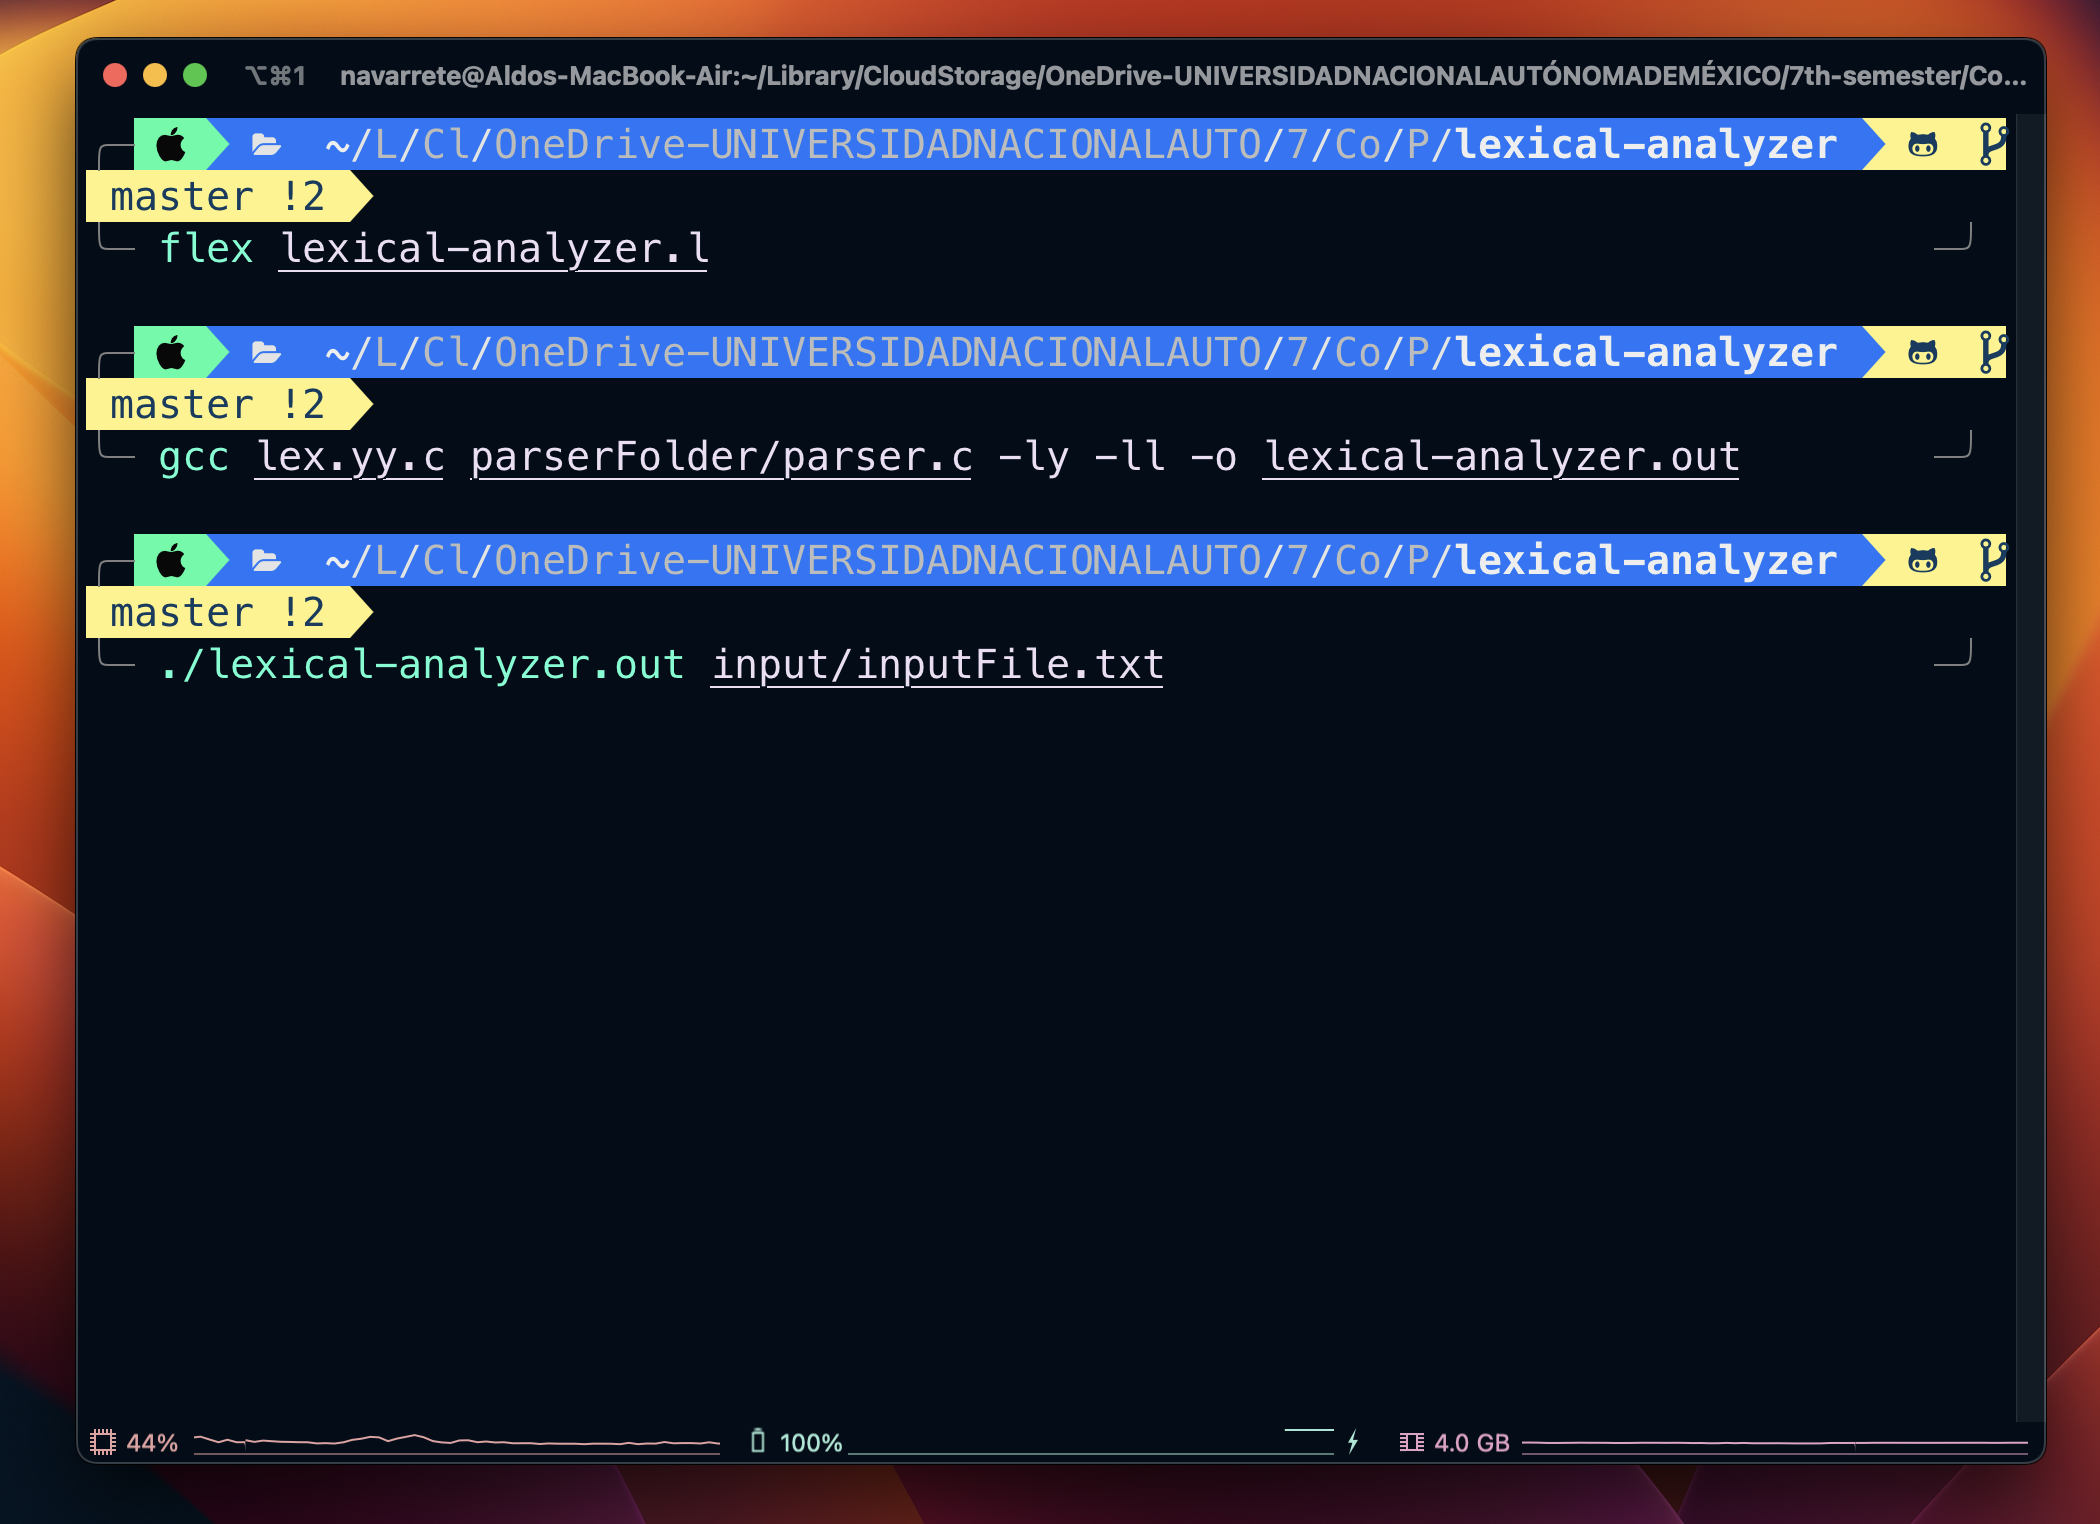 ⌥⌘1 navarrete@Aldos-MacBook-Air:~/Library/CloudStorage/OneDrive-UNIVERSIDADNACIONALAUTÓNOMADEMÉXICO/7th-semester/Co...
~/L/Cl/OneDrive-UNIVERSIDADNACIONALAUTO/7/Co/P/lexical-analyzer
master !2
flex lexical-analyzer.l
~/L/Cl/OneDrive-UNIVERSIDADNACIONALAUTO/7/Co/P/lexical-analyzer
master !2
gcc lex.yy.c parserFolder/parser.c -ly -ll -o lexical-analyzer.out
~/L/Cl/OneDrive-UNIVERSIDADNACIONALAUTO/7/Co/P/lexical-analyzer
master !2
./lexical-analyzer.out input/inputFile.txt
44% 100% 4.0 GB